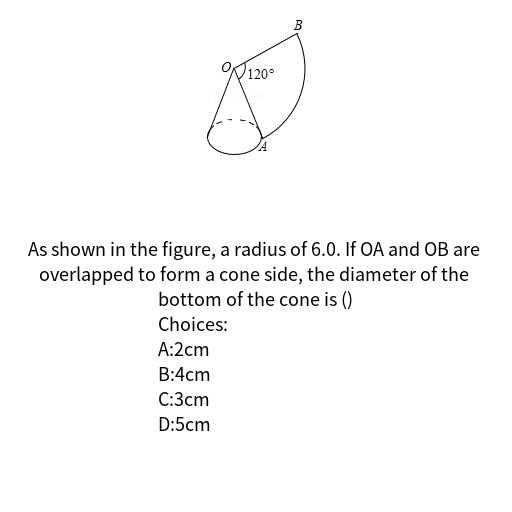 B
O
120°
A
As shown in the figure, a radius of 6.0. If OA and OB are
overlapped to form a cone side, the diameter of the
bottom of the cone is ()
Choices:
A:2cm
B:4cm
C:3cm
D:5cm